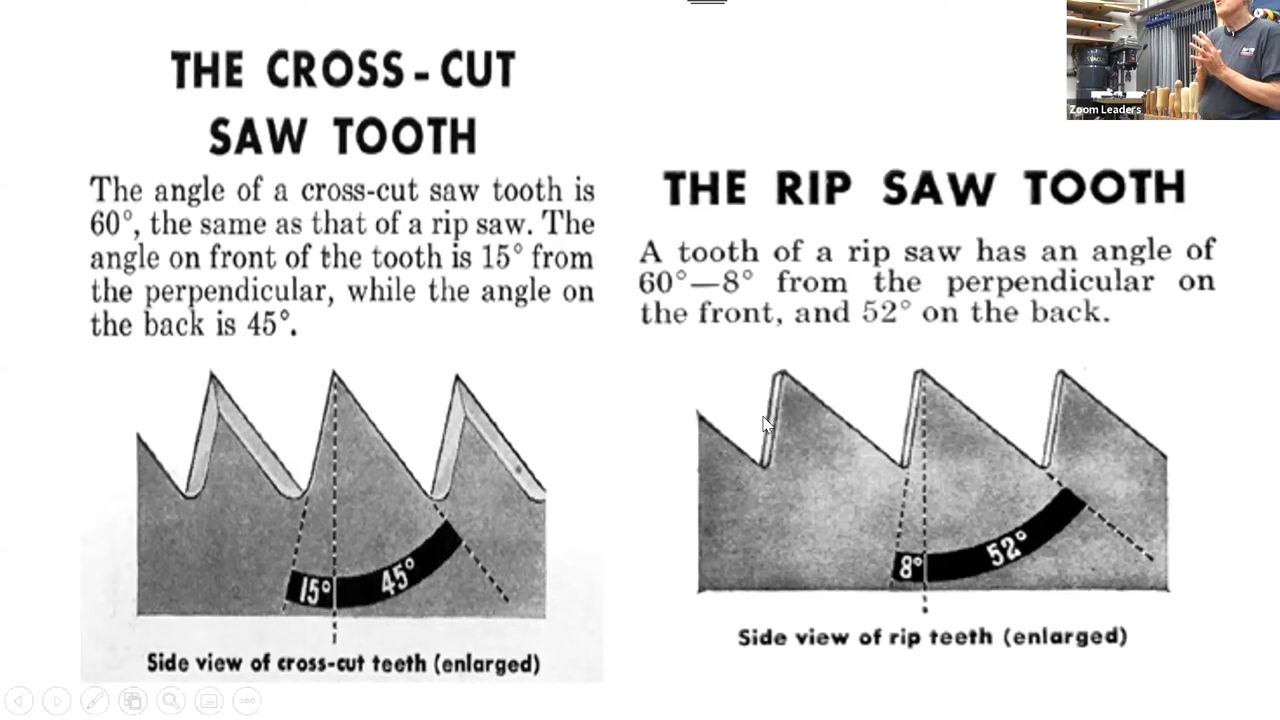 THE CROSS-CUT
SAW TOOTH
The angle of a cross-cut saw tooth is
60°, the same as that of a rip saw. The
angle on front of the tooth is 15° from
the perpendicular, while the angle on
the back is 45°.
15°
45°
Side view of cross-cut teeth (enlarged)
THE RIP SAW TOOTH
A tooth of a rip saw has an angle of
60°—8° from the perpendicular on
the front, and 52° on the back.
8°
52°
Side view of rip teeth (enlarged)
Zoom Leaders